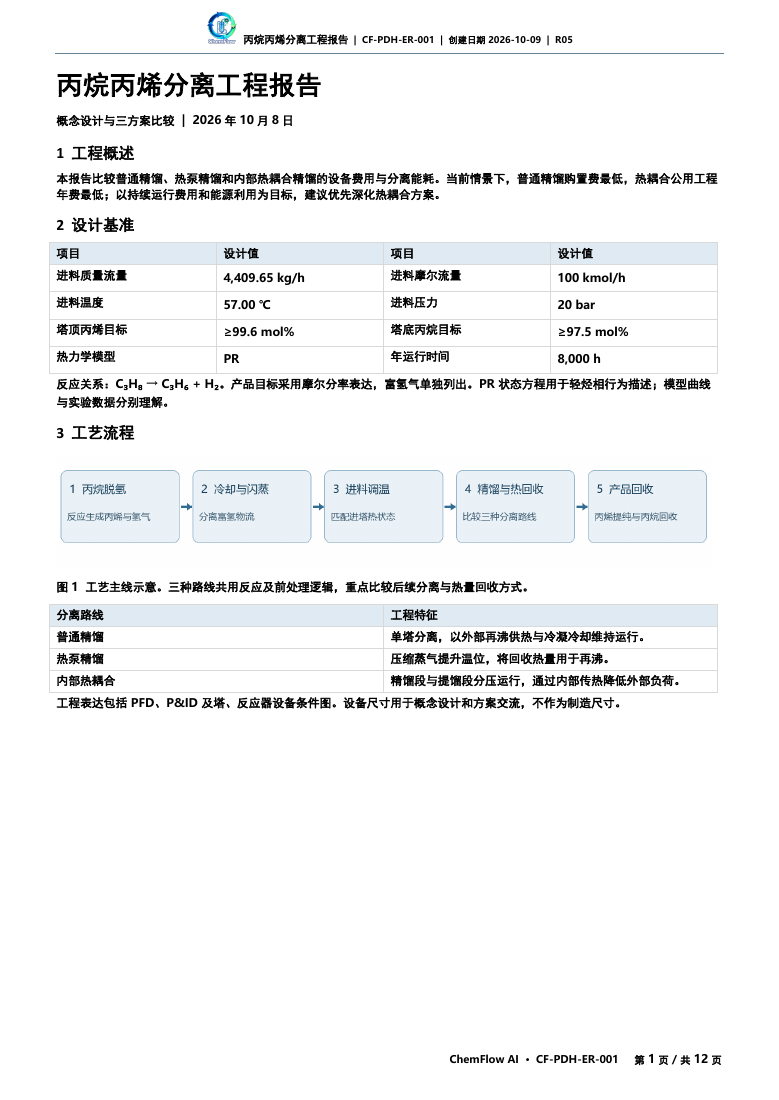 ChemFlow
丙烷丙烯分离工程报告 | CF-PDH-ER-001 | 创建日期 2026-10-09 | R05
丙烷丙烯分离工程报告
概念设计与三方案比较 | 2026 年 10 月 8 日
1 工程概述
本报告比较普通精馏、热泵精馏和内部热耦合精馏的设备费用与分离能耗。当前情景下，普通精馏购置费最低，热耦合公用工程
年费最低；以持续运行费用和能源利用为目标，建议优先深化热耦合方案。
2 设计基准
项目 设计值 项目 设计值
进料质量流量 4,409.65 kg/h 进料摩尔流量 100 kmol/h
进料温度 57.00 ℃ 进料压力 20 bar
塔顶丙烯目标 ≥99.6 mol% 塔底丙烷目标 ≥97.5 mol%
热力学模型 PR 年运行时间 8,000 h
反应关系：C₃H₈ → C₃H₆ + H₂。产品目标采用摩尔分率表达，富氢气单独列出。PR 状态方程用于轻烃相行为描述；模型曲线
与实验数据分别理解。
3 工艺流程
1 丙烷脱氢 2 冷却与闪蒸 3 进料调温 4 精馏与热回收 5 产品回收
反应生成丙烯与氢气 分离富氢物流 匹配进塔热状态 比较三种分离路线 丙烯提纯与丙烷回收
图 1 工艺主线示意。三种路线共用反应及前处理逻辑，重点比较后续分离与热量回收方式。
分离路线 工程特征
普通精馏 单塔分离，以外部再沸供热与冷凝冷却维持运行。
热泵精馏 压缩蒸气提升温位，将回收热量用于再沸。
内部热耦合 精馏段与提馏段分压运行，通过内部传热降低外部负荷。
工程表达包括 PFD、P&ID 及塔、反应器设备条件图。设备尺寸用于概念设计和方案交流，不作为制造尺寸。
ChemFlow AI • CF-PDH-ER-001 第 1 页 / 共 12 页